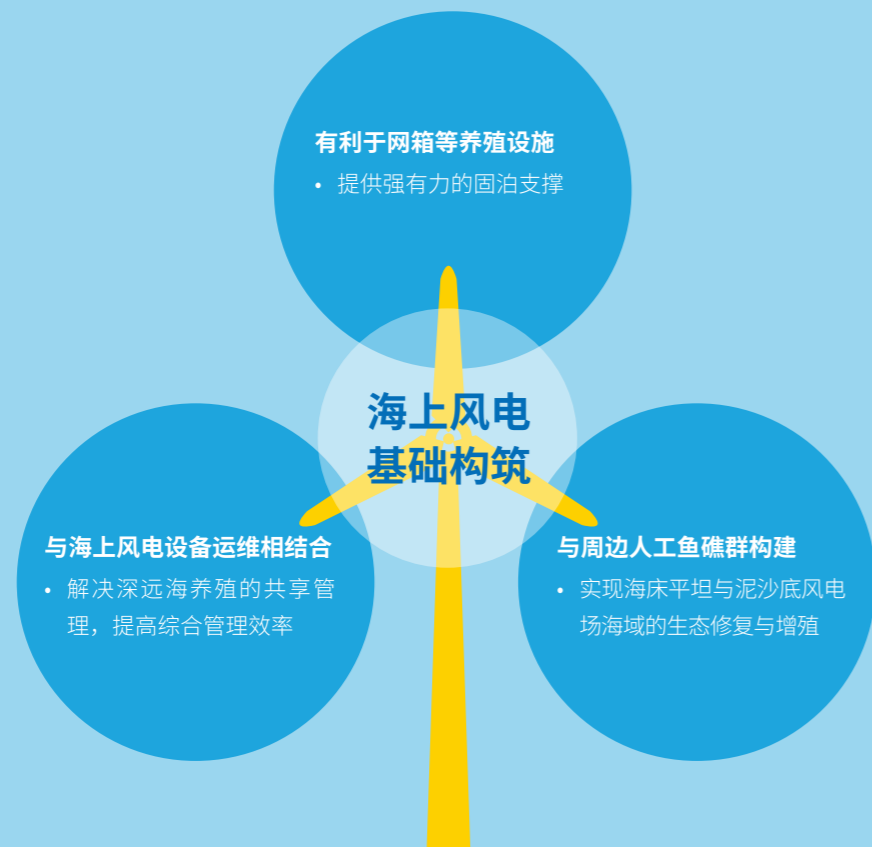 有利于网箱等养殖设施
• 提供强有力的固泊支撑
海上风电
基础构筑
与海上风电设备运维相结合
• 解决深远海养殖的共享管
理，提高综合管理效率
与周边人工鱼礁群构建
• 实现海床平坦与泥沙底风电
场海域的生态修复与增殖